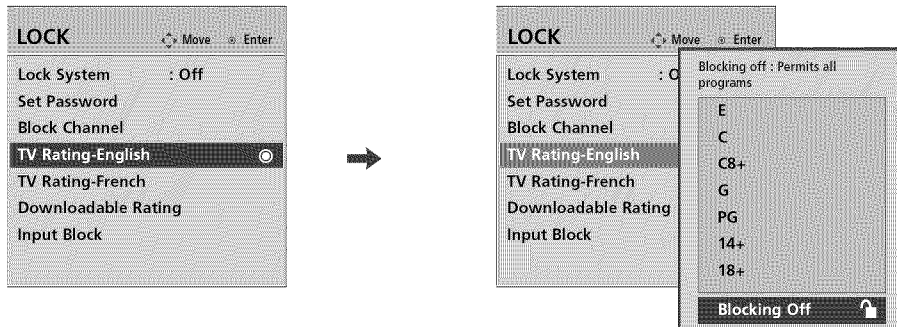 LOCK
Move Enter
Lock System : Off
Set Password
Block Channel
TV Rating-English
TV Rating-French
Downloadable Rating
Input Block
LOCK
Move Enter
Lock System : O
Set Password
Block Channel
TV Rating-English
TV Rating-French
Downloadable Rating
Input Block
Blocking off : Permits all
programs
E
C
C8+
G
PG
14+
18+
Blocking Off